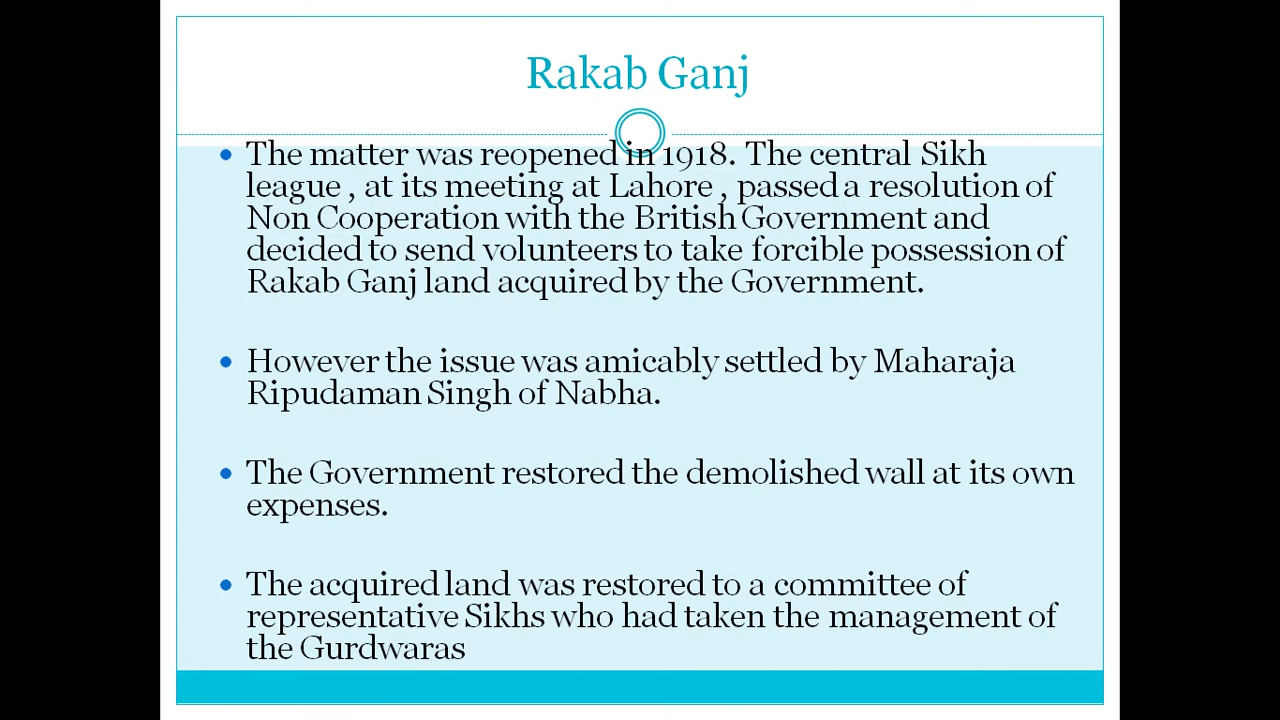 Rakab Ganj
• The matter was reopened in 1918. The central Sikh
league , at its meeting at Lahore , passed a resolution of
Non Cooperation with the British Government and
decided to send volunteers to take forcible possession of
Rakab Ganj land acquired by the Government.
• However the issue was amicably settled by Maharaja
Ripudaman Singh of Nabha.
• The Government restored the demolished wall at its own
expenses.
• The acquired land was restored to a committee of
representative Sikhs who had taken the management of
the Gurdwaras